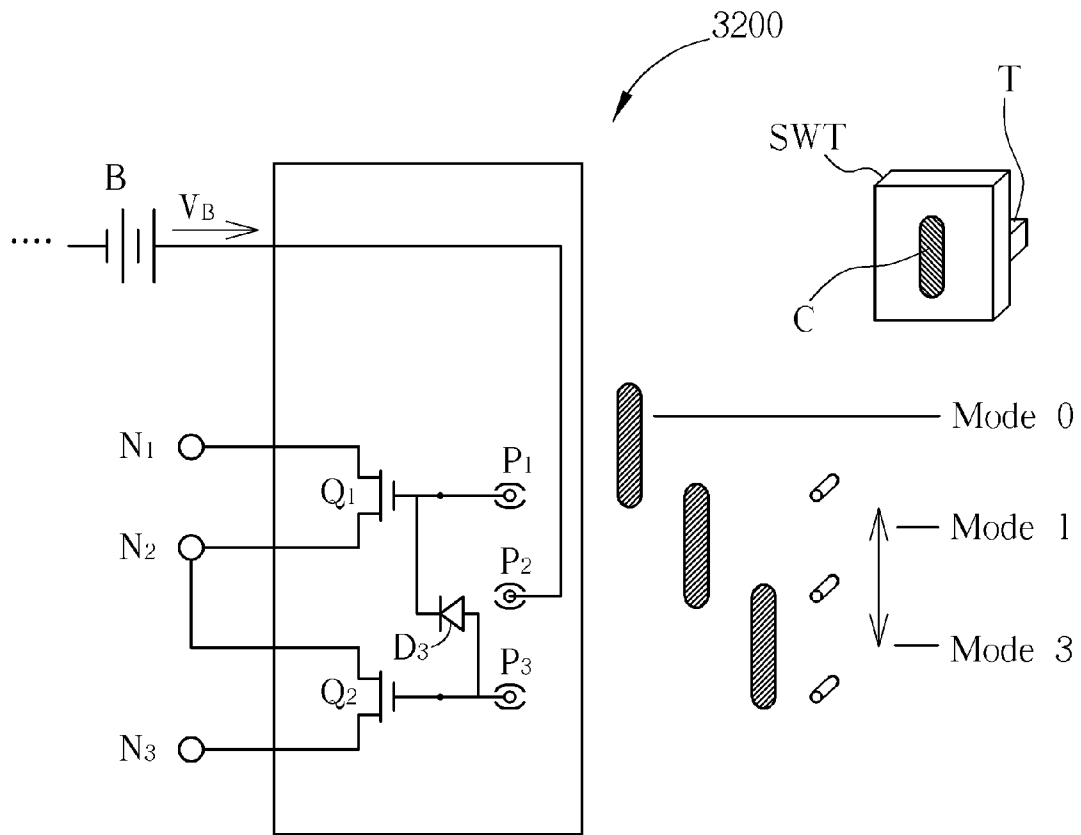 3200
T
SWT
B
VB
C
Mode 0
N1
Q1
P1
Mode 1
N2
P2
D3
P3
Mode 3
Q2
N3